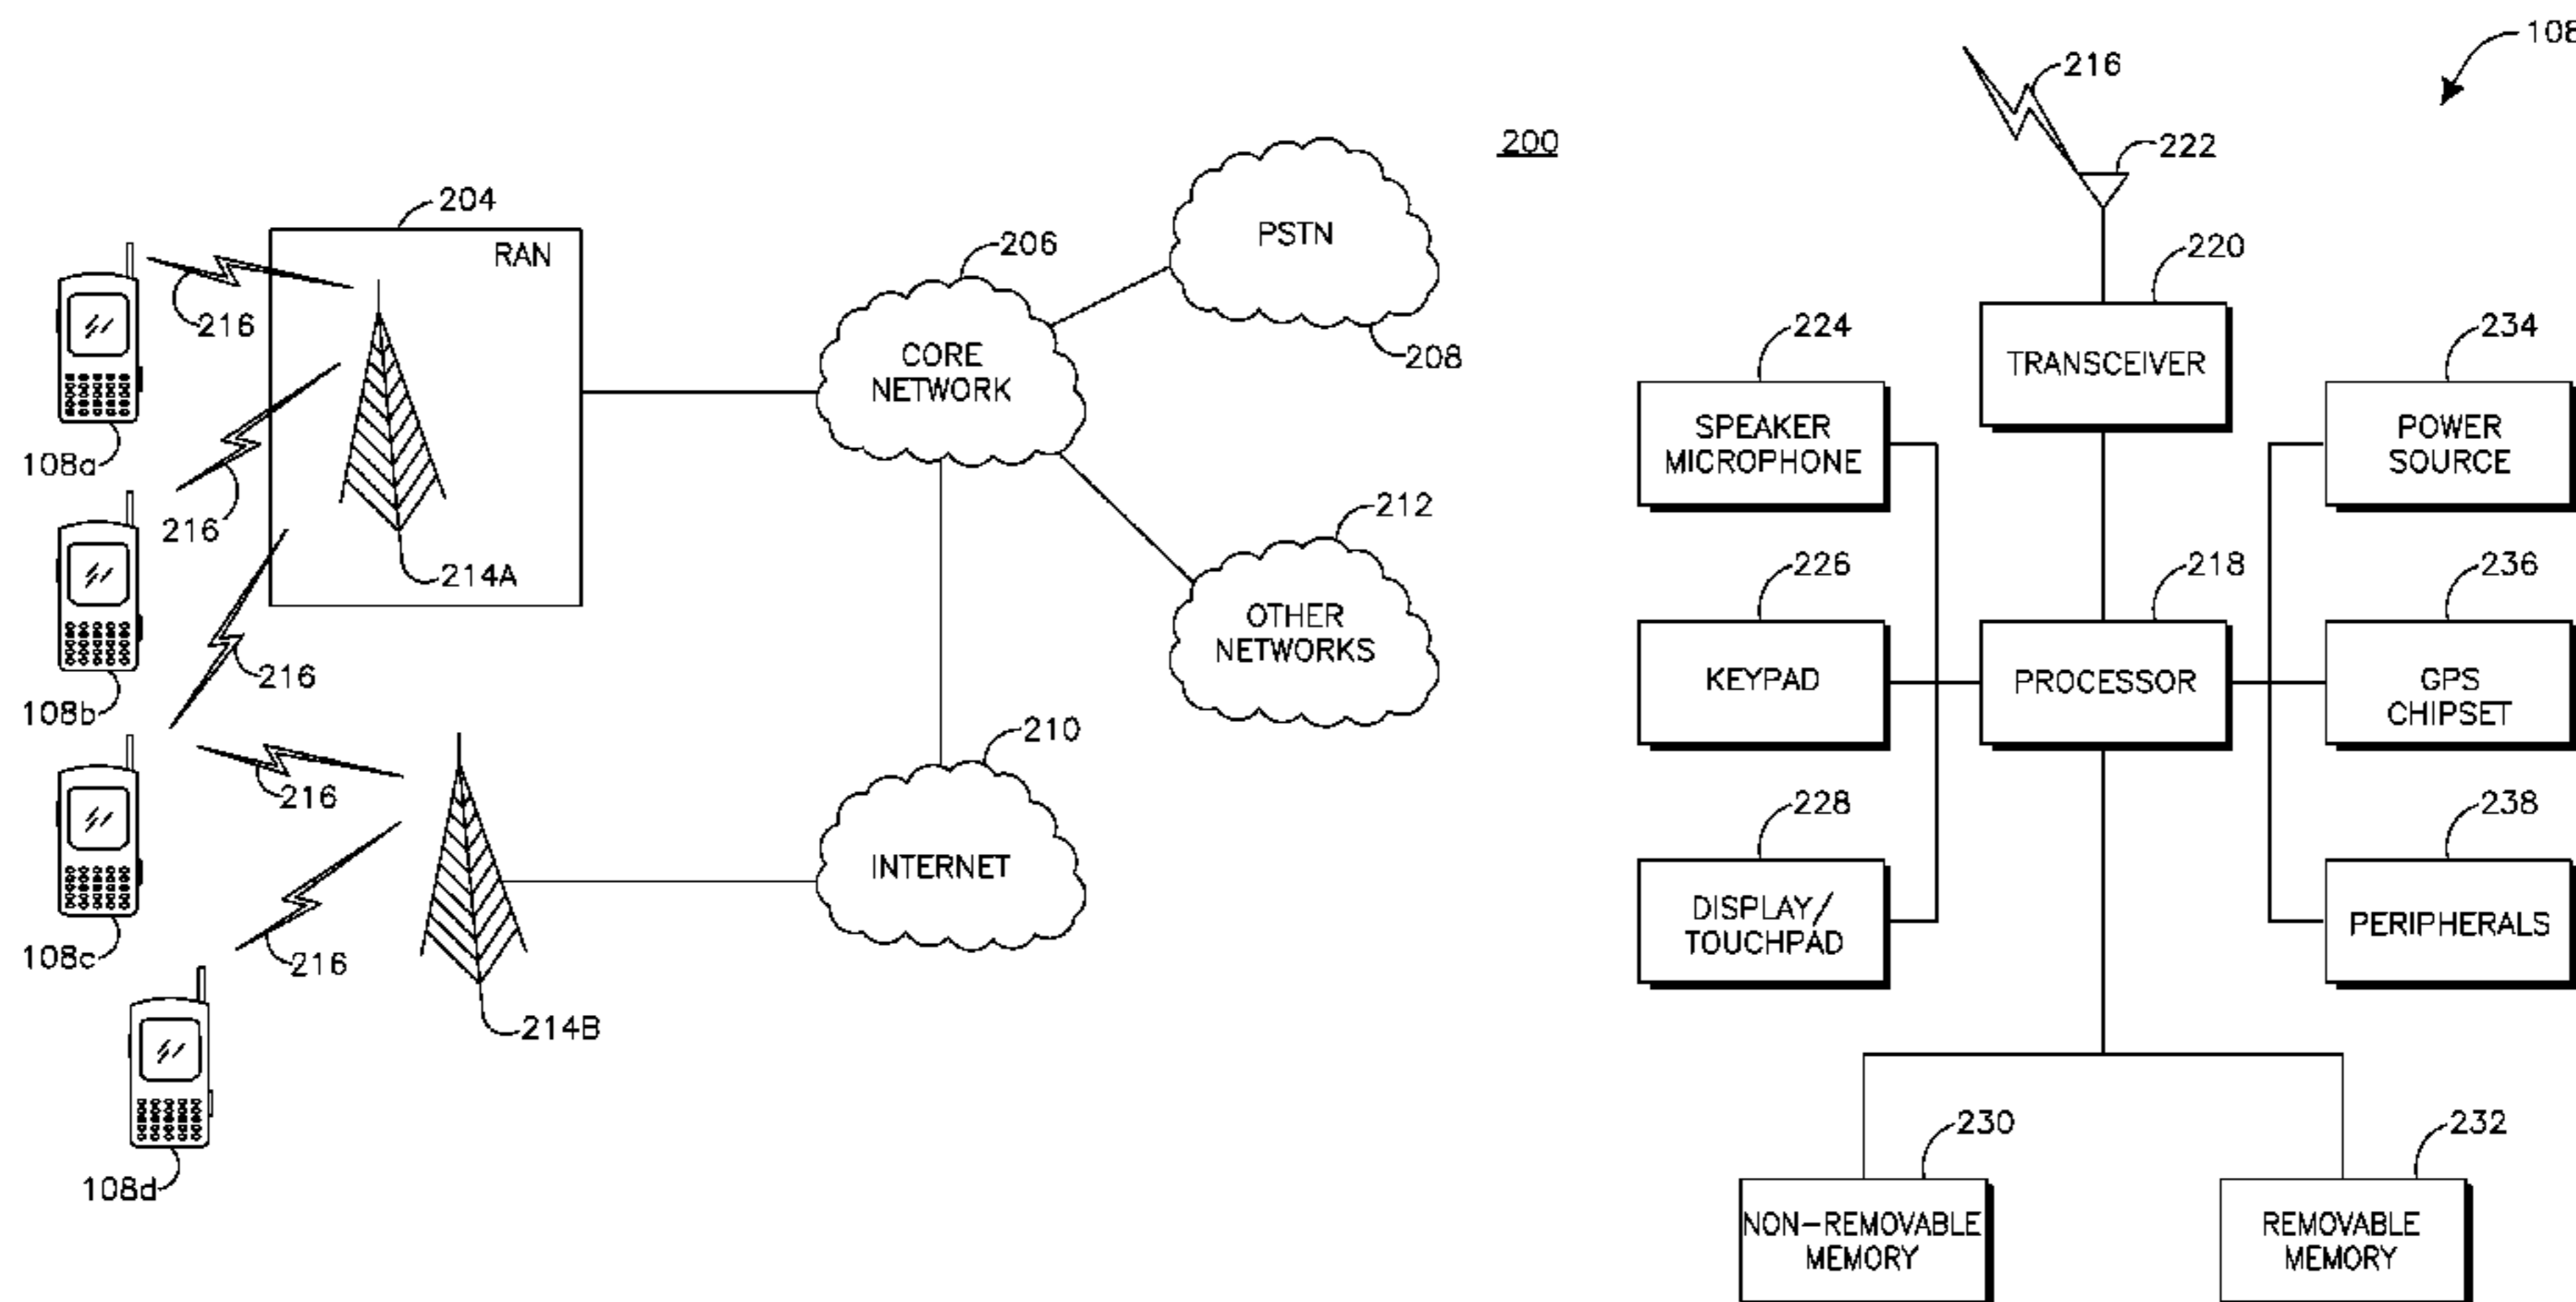 200
204
RAN
216
216
216
216
216
108a
108b
108c
108d
214A
214B
206
CORE
NETWORK
PSTN
208
212
OTHER
NETWORKS
210
INTERNET
108
216
222
220
TRANSCEIVER
224
SPEAKER
MICROPHONE
234
POWER
SOURCE
226
KEYPAD
218
PROCESSOR
236
GPS
CHIPSET
228
DISPLAY/
TOUCHPAD
238
PERIPHERALS
230
NON-REMOVABLE
MEMORY
232
REMOVABLE
MEMORY